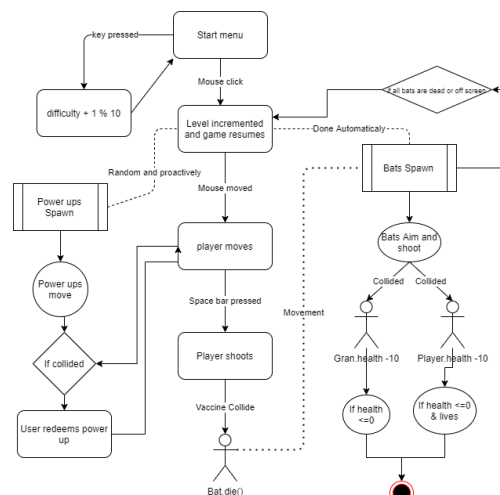 key pressed
Start menu
Mouse click
difficulty + 1 % 10
if all bats are dead or off screen
Level incremented
and game resumes
Done Automaticaly
Random and proactively
Power ups
Spawn
Bats Spawn
Mouse moved
player moves
Bats Aim and
shoot
Power ups
move
Space bar pressed
Movement
Collided
Collided
If collided
Player shoots
Gran.health -10
Player.health -10
Vaccine Collide
User redeems power
up
If health
<=0
If health <=0
& lives
Bat.die()